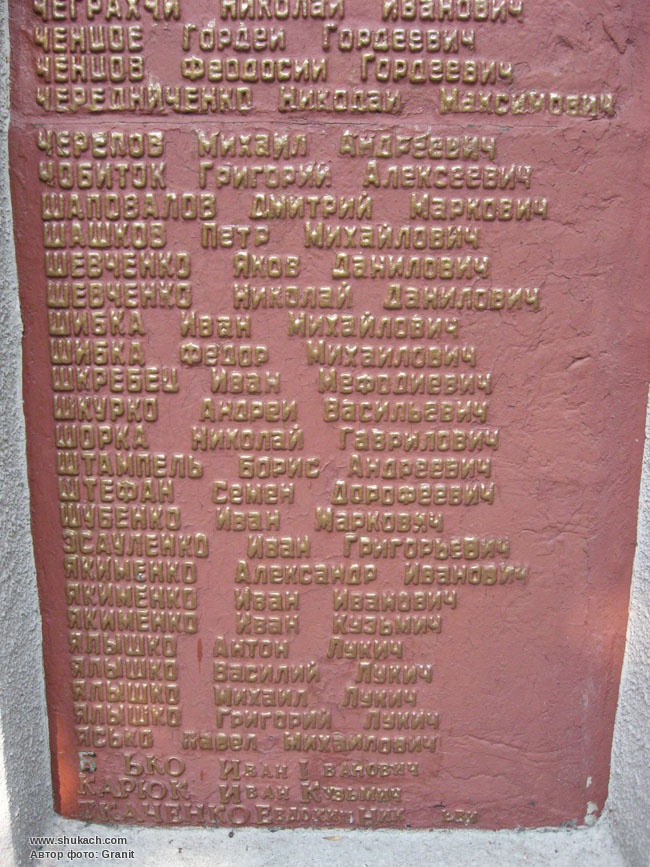 ЧЕГРАХЧИ НИКОЛАЙ ИВАНОВИЧ
ЧЕНШОЕ ГОРДЕЙ ГОРДЕЕВИЧ
ЧЕНЦОВ ФЕОДОСИЙ ГОРДЕЕВИЧ
ЧЕРЕДНИЧЕНКО НИКОЛАЙ МАКСИМОВИЧ
ЧЕРЕПОВ МИХАИЛ АНДРЕЕВИЧ
ЧОБИТОК ГРИГОРИЙ АЛЕКСЕЕВИЧ
ШАПОВАЛОВ ДМИТРИЙ МАРКОВИЧ
ШАШКОВ ПЕТР МИХАЙЛОВИЧ
ШЕВЧЕНКО ЯКОВ ДАНИЛОВИЧ
ШЕВЧЕНКО НИКОЛАЙ ДАНИЛОВИЧ
ШИБКА ИВАН МИХАЙЛОВИЧ
ШИБКА ФЕДОР МИХАИЛОВИЧ
ШКРЕБЕЦ ИВАН МЕФОДИЕВИЧ
ШКУРКО АНДРЕЙ ВАСИЛЬЕВИЧ
ШОРКА НИКОЛАЙ ГАВРИЛОВИЧ
ШТАМПЕЛЬ БОРИС АНДРЕЕВИЧ
ШТЕФАН СЕМЕН ДОРОФЕЕВИЧ
ШУБЕНКО ИВАН МАРКОВИЧ
ЭСАУЛЕНКО ИВАН ГРИГОРЬЕВИЧ
ЯКИМЕНКО АЛЕКСАНДР ИВАНОВИЧ
ЯКИМЕНКО ИВАН ИВАНОВИЧ
ЯКИМЕНКО ИВАН КУЗЬМИЧ
ЯЛЫШКО АНТОН ЛУКИЧ
ЯЛЫШКО ВАСИЛИЙ ЛУКИЧ
ЯЛЫШКО МИХАИЛ ЛУКИЧ
ЯЛЫШКО ГРИГОРИЙ ЛУКИЧ
ЯСЬКО ПАВЕЛ МИХАЙЛОВИЧ
ИВАН ИВАНОВИЧ
КАРЮК ИВАН КУЗЬМИЧ
ТКАЧЕНКО
www.shukach.com
Автор фото: Granit